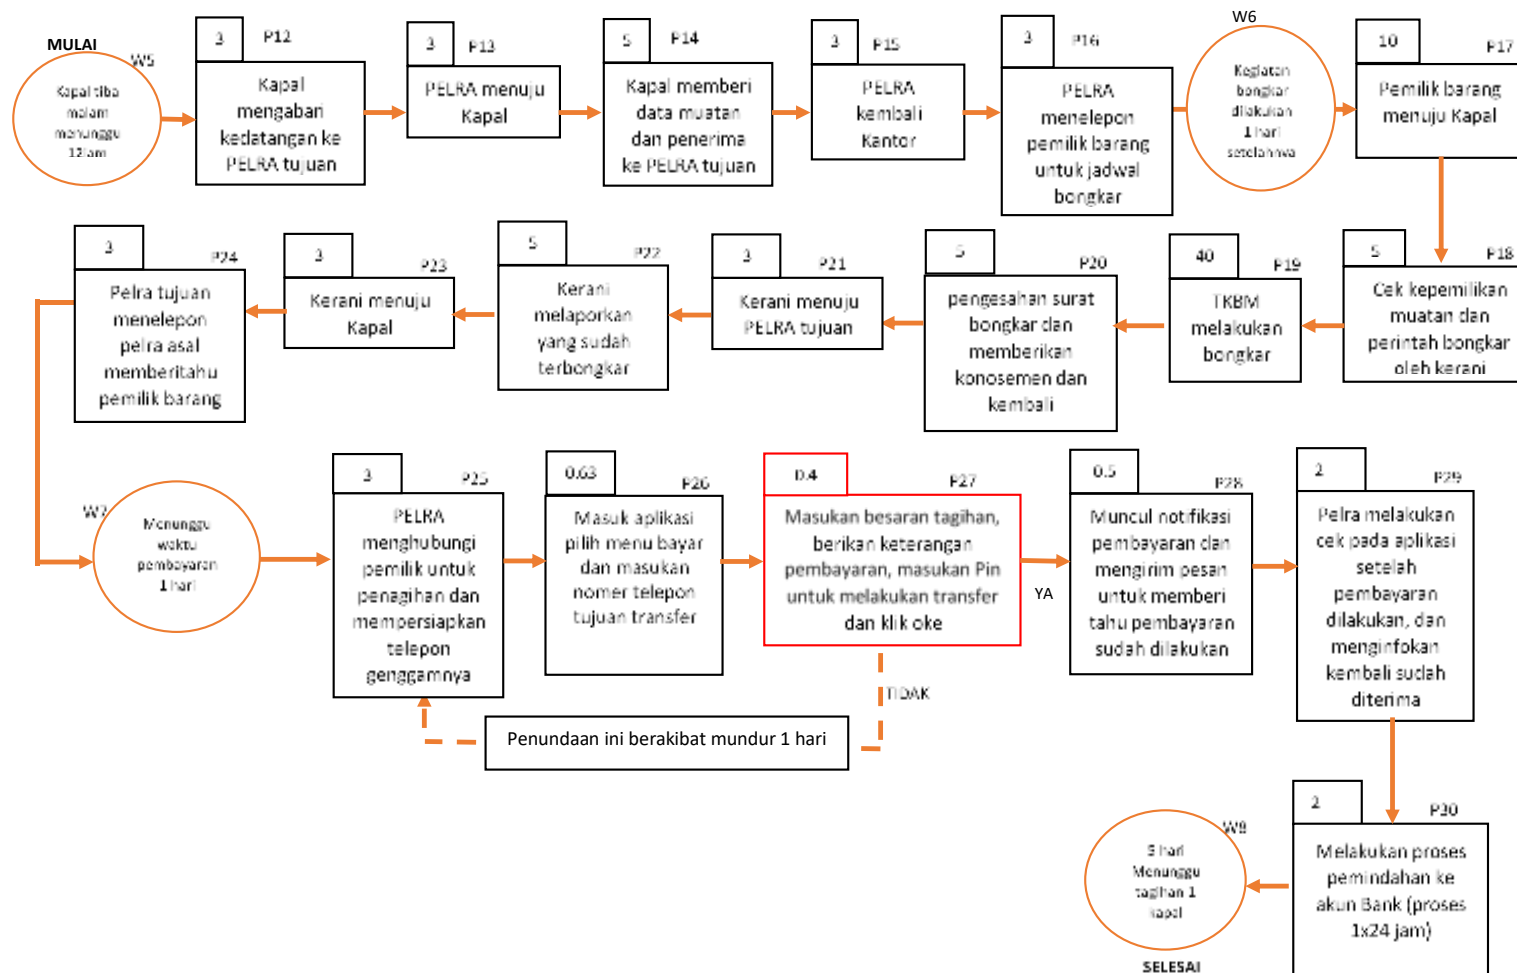 MULAI
W5
Kapal tiba
malam
menunggu
12jam
3
P12
Kapal
mengabari
kedatangan ke
PELRA tujuan
3
P13
PELRA menuju
Kapal
5
P14
Kapal memberi
data muatan
dan penerima
ke PELRA tujuan
3
P15
PELRA
kembali
Kantor
3
P16
PELRA
menelepon
pemilik barang
untuk jadwal
bongkar
W6
Kegiatan
bongkar
dilakukan
1 hari
setelahnya
10
P17
Pemilik barang
menuju Kapal
5
P18
Cek kepemilikan
muatan dan
perintah bongkar
oleh kerani
40
P19
TKBM
melakukan
bongkar
5
P20
pengesahan surat
bongkar dan
memberikan
konosemen dan
kembali
3
P21
Kerani menuju
PELRA tujuan
5
P22
Kerani
melaporkan
yang sudah
terbongkar
3
P23
Kerani menuju
Kapal
3
P24
Pelra tujuan
menelepon
pelra asal
memberitahu
pemilik barang
W7
Menunggu
waktu
pembayaran
1 hari
3
P25
PELRA
menghubungi
pemilik untuk
penagihan dan
mempersiapkan
telepon
genggamnya
0.63
P26
Masuk aplikasi
pilih menu bayar
dan masukan
nomer telepon
tujuan transfer
0.4
P27
Masukan besaran tagihan,
berikan keterangan
pembayaran, masukan Pin
untuk melakukan transfer
dan klik oke
YA
TIDAK
Penundaan ini berakibat mundur 1 hari
0.5
P28
Muncul notifikasi
pembayaran dan
mengirim pesan
untuk memberi
tahu pembayaran
sudah dilakukan
2
P29
Pelra melakukan
cek pada aplikasi
setelah
pembayaran
dilakukan, dan
menginfokan
kembali sudah
diterima
2
P30
Melakukan proses
pemindahan ke
akun Bank (proses
1x24 jam)
W8
5 hari
Menunggu
tagihan 1
kapal
SELESAI